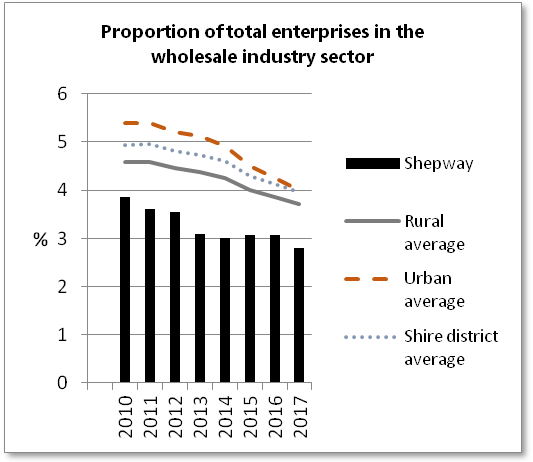 Proportion of total enterprises in the
wholesale industry sector
6
5
4
3
2
1
0
%
2010
2011
2012
2013
2014
2015
2016
2017
Shepway
Rural
average
Urban
average
Shire district
average